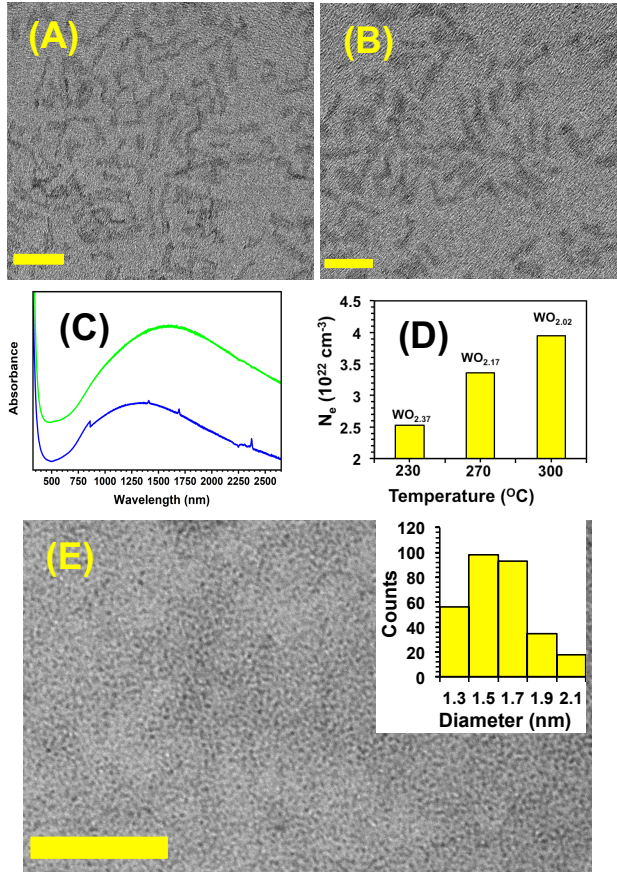 (A)
(B)
(C)
Absorbance
500 750 1000 1250 1500 1750 2000 2250 2500
Wavelength (nm)
(D)
Nₑ (10²² cm⁻³)
4.5
4
3.5
3
2.5
2
WO₂.₃₇
WO₂.₁₇
WO₂.₀₂
230 270 300
Temperature (ᴼC)
(E)
Counts
120
100
80
60
40
20
0
1.3 1.5 1.7 1.9 2.1
Diameter (nm)